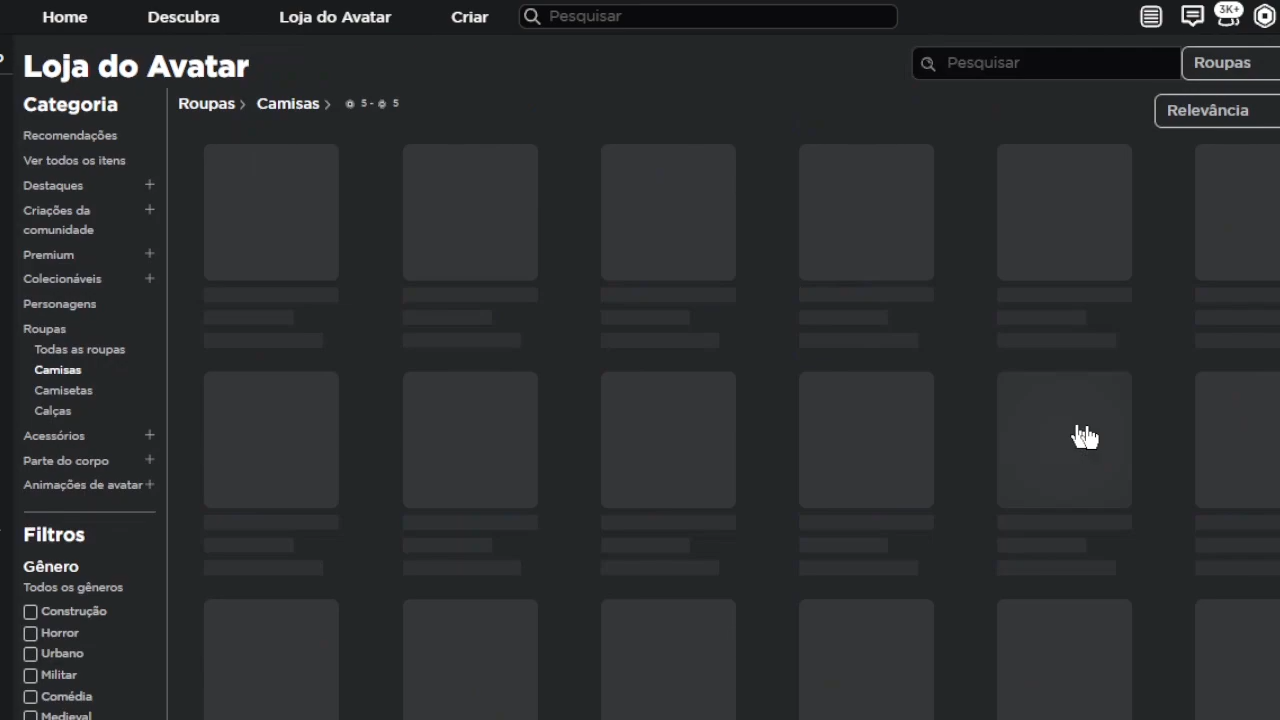 Home Descubra Loja do Avatar Criar Pesquisar 3K+
Loja do Avatar
Pesquisar Roupas
Categoria
Roupas Camisas 5 - 5
Relevância
Recomendações
Ver todos os itens
Destaques +
Criações da +
comunidade
Premium +
Colecionáveis +
Personagens
Roupas
Todas as roupas
Camisas
Camisetas
Calças
Acessórios +
Parte do corpo +
Animações de avatar +
Filtros
Gênero
Todos os gêneros
Construção
Horror
Urbano
Militar
Comédia
Medieval